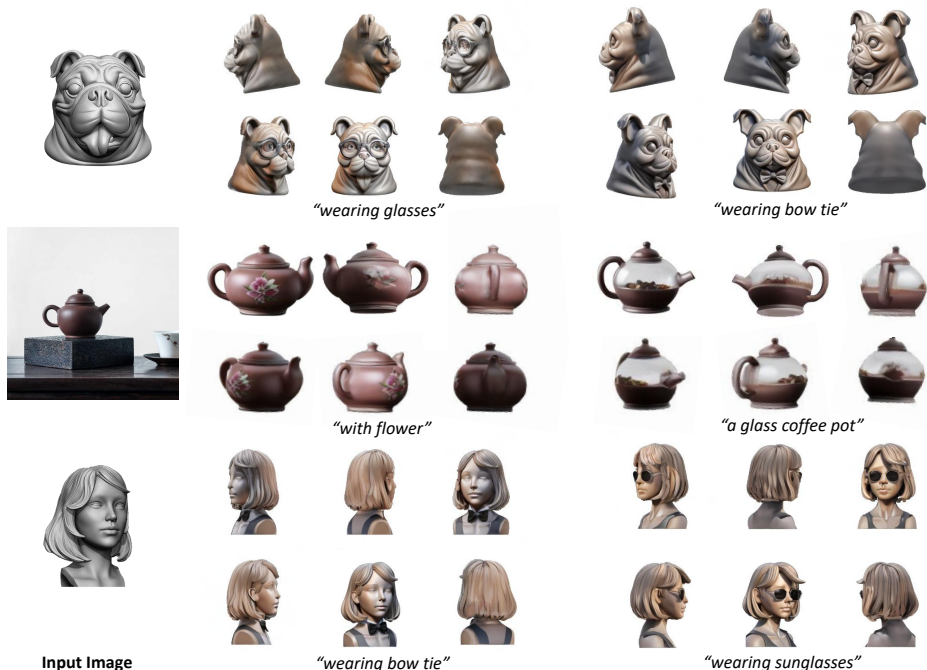 “wearing glasses”
“wearing bow tie”
“with flower”
“a glass coffee pot”
Input Image
“wearing bow tie”
“wearing sunglasses”